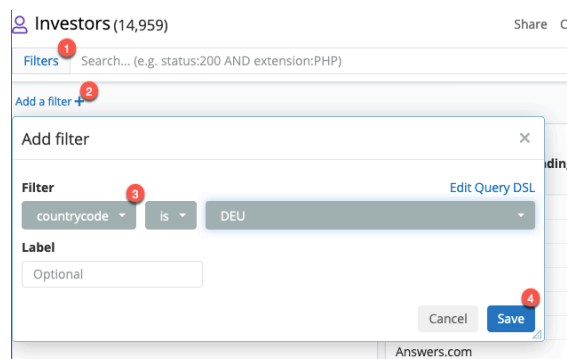 Investors (14,959)
Share C
1
Filters Search... (e.g. status:200 AND extension:PHP)
2
Add a filter +
Add filter ×
ding
Filter 3 Edit Query DSL
countrycode is DEU
Label
Optional
4
Cancel Save
Answers.com